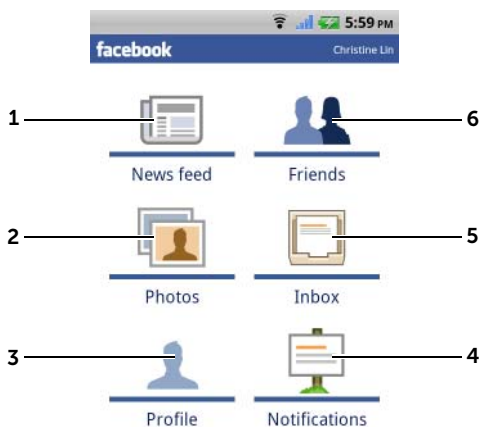 5:59 PM
facebook Christine Lin
1 6
News feed Friends
2 5
Photos Inbox
3 4
Profile Notifications